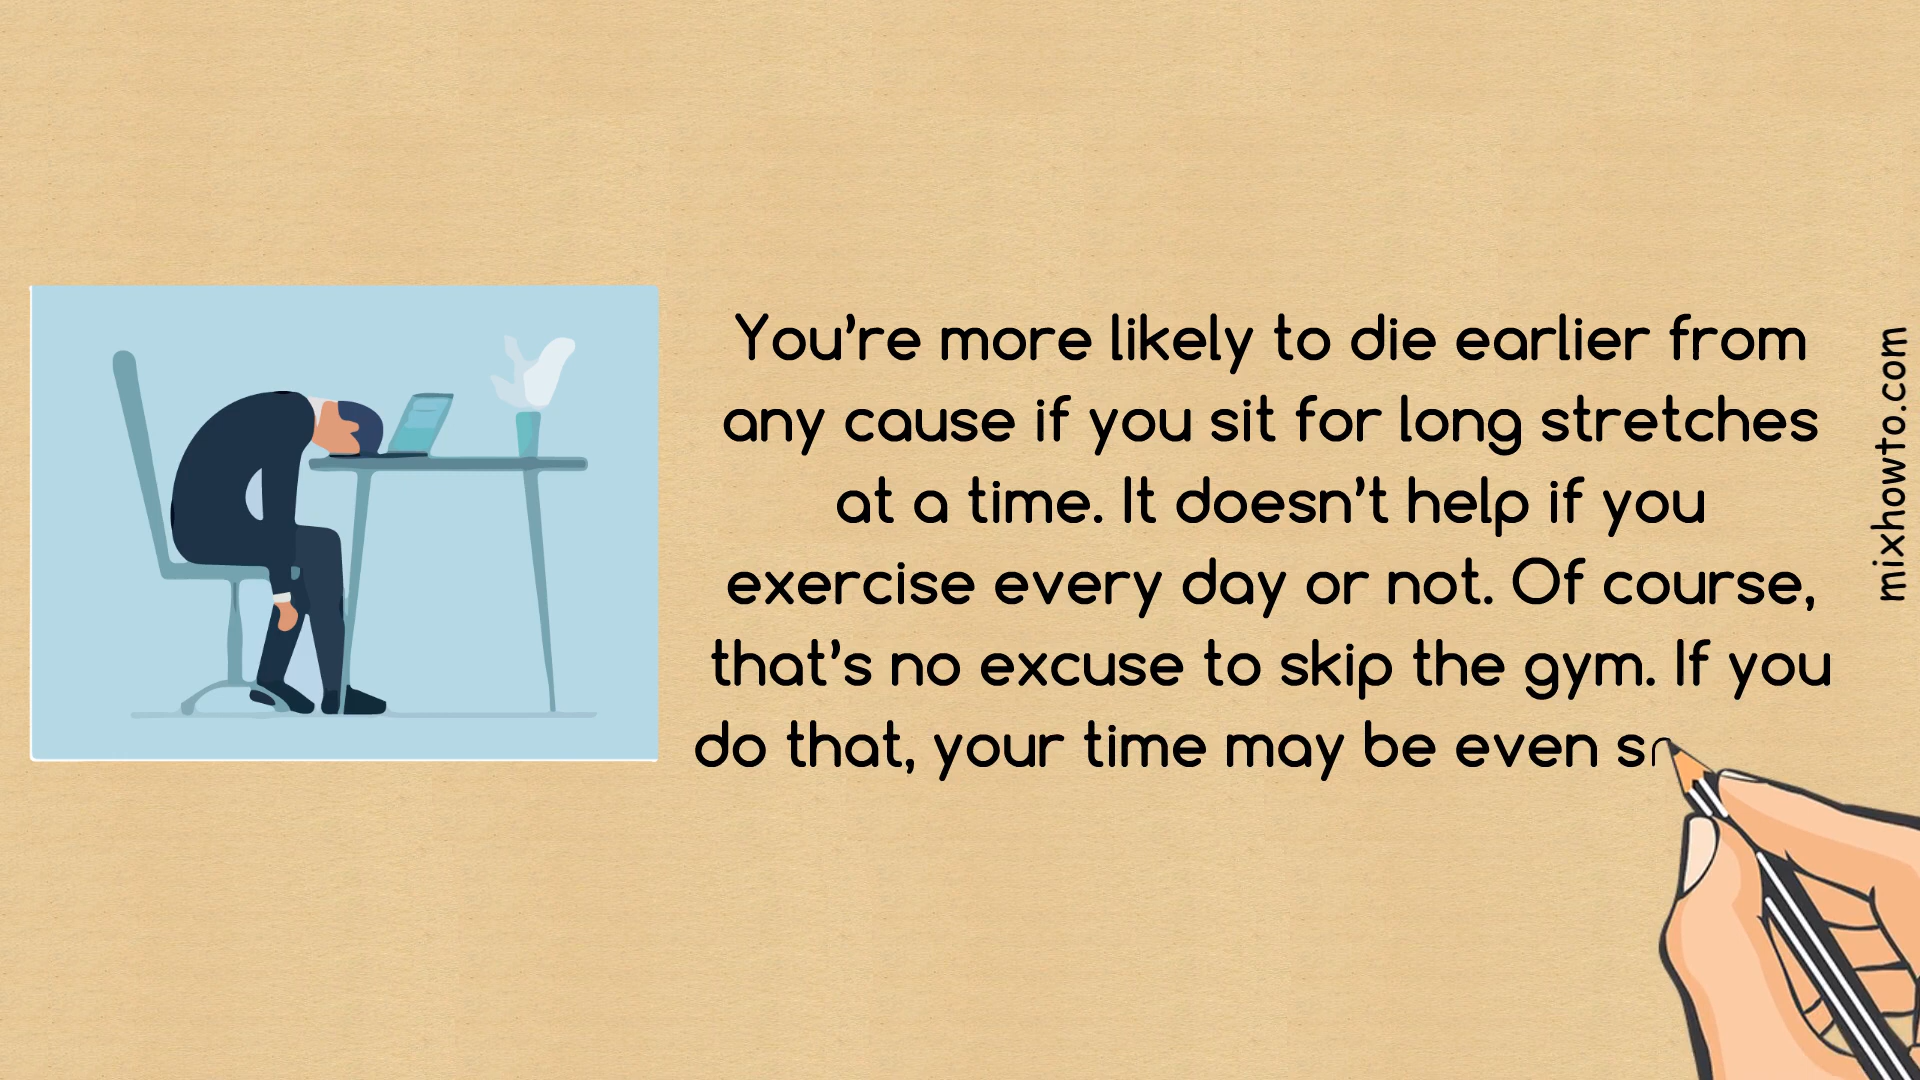 You’re more likely to die earlier from
any cause if you sit for long stretches
at a time. It doesn’t help if you
exercise every day or not. Of course,
that’s no excuse to skip the gym. If you
do that, your time may be even
mixhowto.com